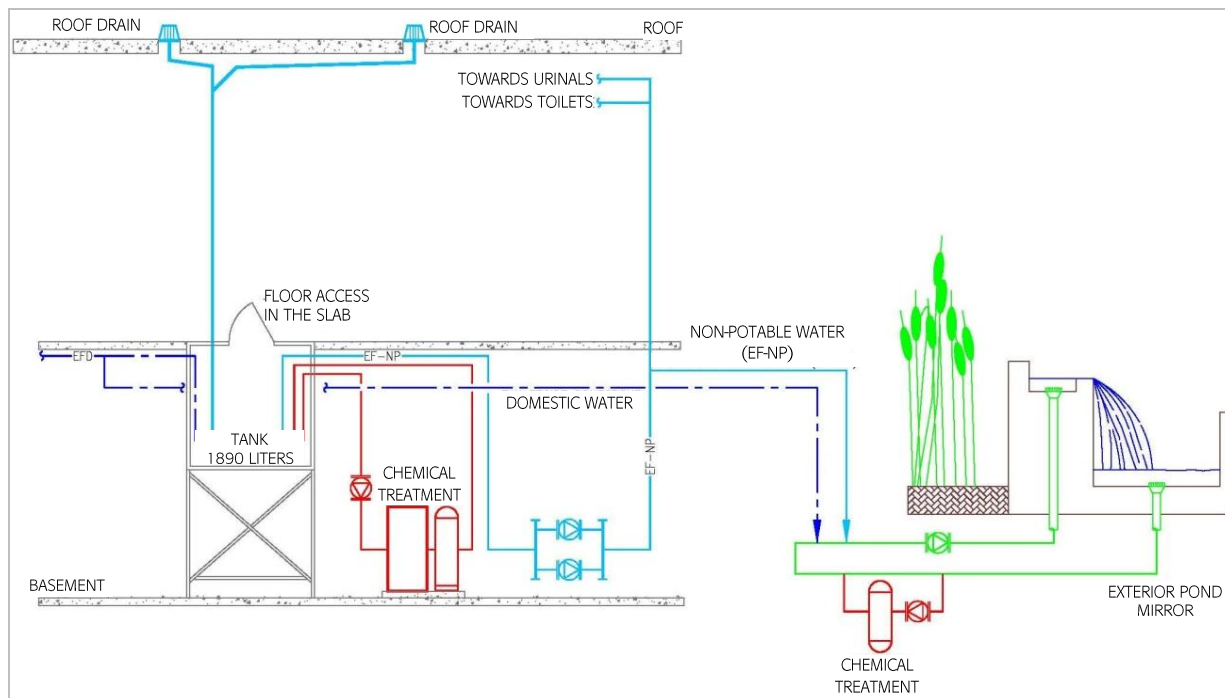 ROOF DRAIN
ROOF DRAIN
ROOF
TOWARDS URINALS
TOWARDS TOILETS
FLOOR ACCESS
IN THE SLAB
EFD
EF-NP
NON-POTABLE WATER
(EF-NP)
DOMESTIC WATER
TANK
1890 LITERS
EF-NP
CHEMICAL
TREATMENT
BASEMENT
EXTERIOR POND
MIRROR
CHEMICAL
TREATMENT